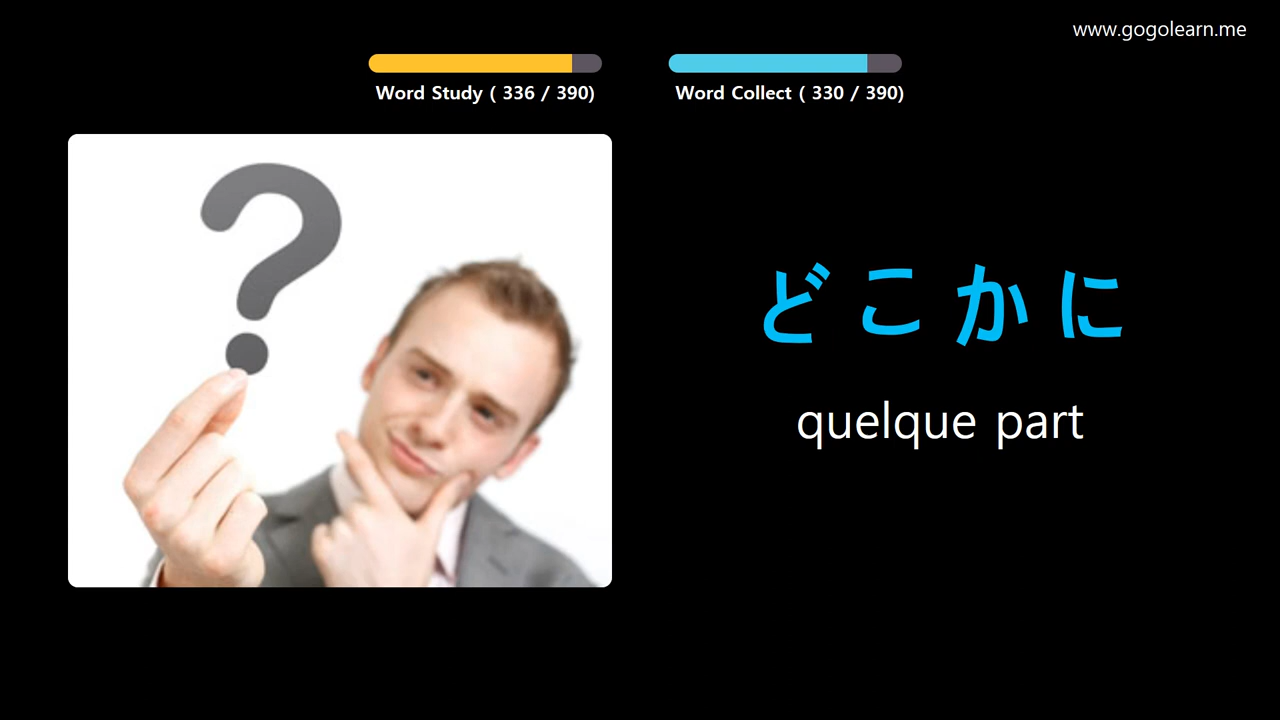 www.gogolearn.me
Word Study ( 336 / 390)
Word Collect ( 330 / 390)
?
どこかに
quelque part